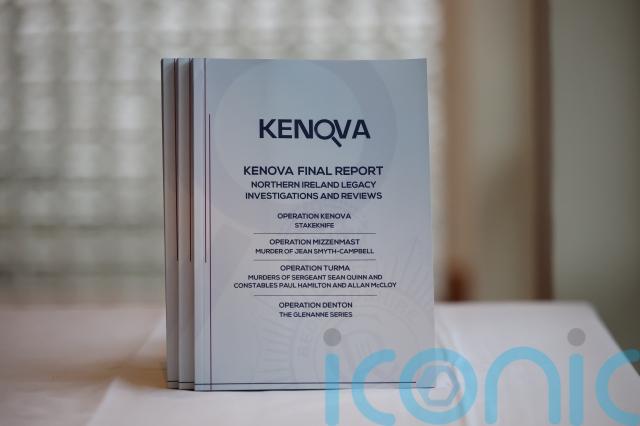 KENOVA
KENOVA FINAL REPORT
NORTHERN IRELAND LEGACY
INVESTIGATIONS AND REVIEWS
OPERATION KENOVA
STAKEKNIFE
OPERATION MIZZENMAST
MURDER OF JEAN SMYTH-CAMPBELL
OPERATION TURMA
MURDERS OF SERGEANT SEAN QUINN AND
CONSTABLES PAUL HAMILTON AND ALLAN McCLOY
OPERATION DENTON
THE GLENANNE SERIES
iconic